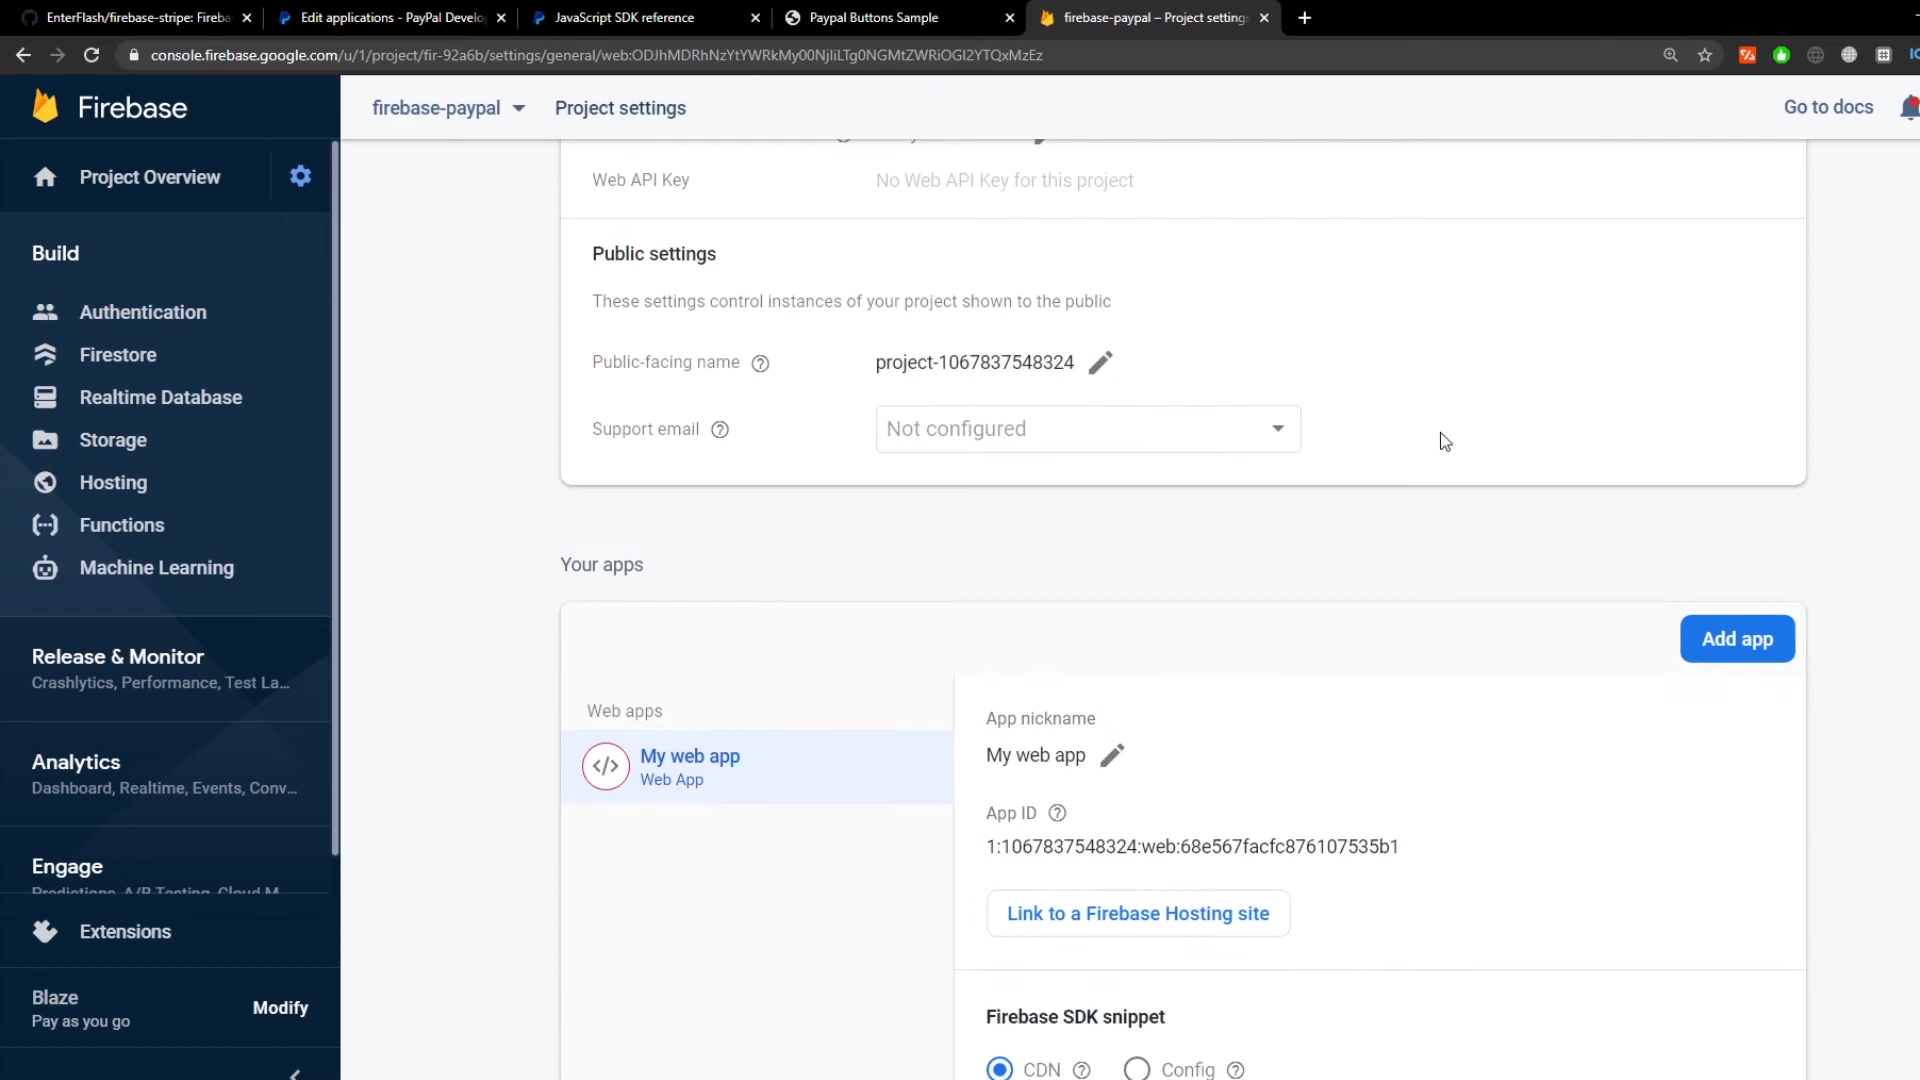 EnterFlash/firebase-stripe: Fireba
Edit applications - PayPal Develo
JavaScript SDK reference
Paypal Buttons Sample
firebase-paypal – Project settings
console.firebase.google.com/u/1/project/fir-92a6b/settings/general/web:ODJhMDRhNzYtYWRkMy00NjliLTg0NGMtZWRiOGI2YTQxMzEz
Firebase
firebase-paypal
Project settings
Go to docs
Project Overview
Web API Key
No Web API Key for this project
Build
Public settings
These settings control instances of your project shown to the public
Authentication
Firestore
Public-facing name
project-1067837548324
Realtime Database
Support email
Not configured
Storage
Hosting
Functions
Machine Learning
Your apps
Add app
Release & Monitor
Crashlytics, Performance, Test La...
Web apps
My web app
Web App
App nickname
My web app
Analytics
Dashboard, Realtime, Events, Conv...
App ID
1:1067837548324:web:68e567facfc876107535b1
Engage
Predictions, A/B Testing, Cloud M
Link to a Firebase Hosting site
Extensions
Blaze
Pay as you go
Modify
Firebase SDK snippet
CDN
Config